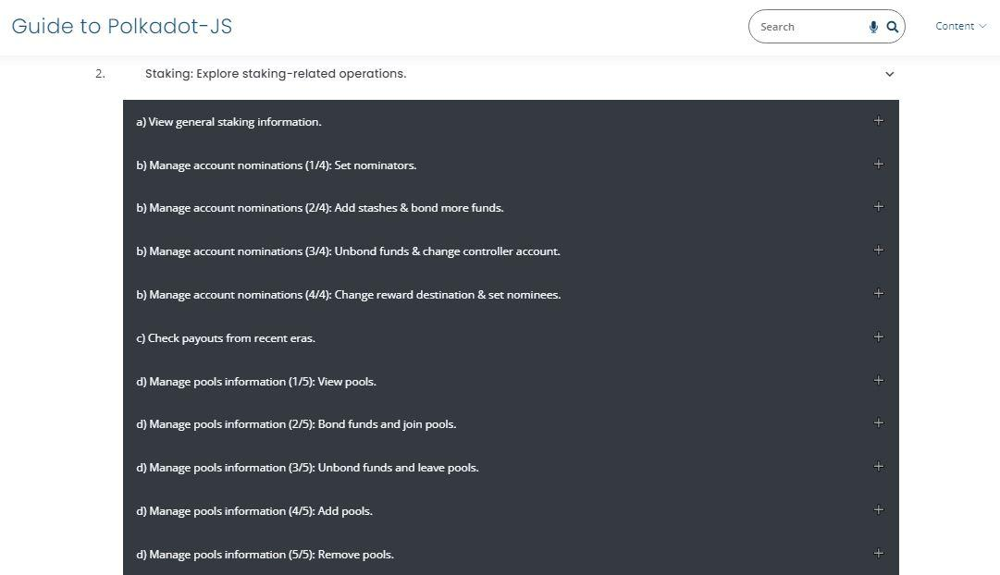 Guide to Polkadot-JS
Search
Content
2. Staking: Explore staking-related operations.
a) View general staking information.
b) Manage account nominations (1/4): Set nominators.
b) Manage account nominations (2/4): Add stashes & bond more funds.
b) Manage account nominations (3/4): Unbond funds & change controller account.
b) Manage account nominations (4/4): Change reward destination & set nominees.
c) Check payouts from recent eras.
d) Manage pools information (1/5): View pools.
d) Manage pools information (2/5): Bond funds and join pools.
d) Manage pools information (3/5): Unbond funds and leave pools.
d) Manage pools information (4/5): Add pools.
d) Manage pools information (5/5): Remove pools.